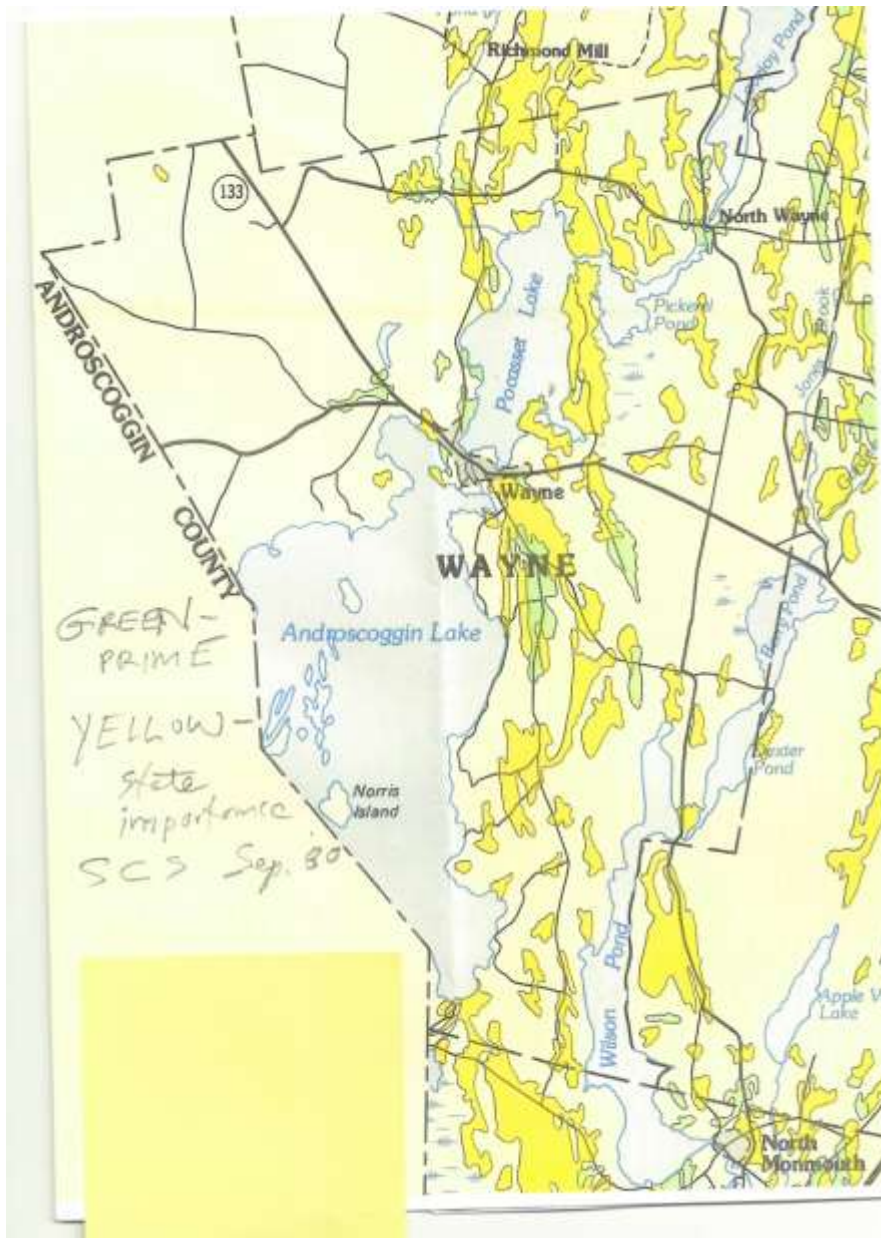 Richmond Mill
133
North Wayne
Pocasset Lake
Pickerel
Pond
ANDROSCOGGIN COUNTY
Wayne
WAYNE
Androscoggin Lake
Berry Pond
GREEN-
PRIME
YELLOW-
state
importance
SCS Sep. 80
Norris
Island
Dexter
Pond
Wilson Pond
Apple V
Lake
North
Monmouth